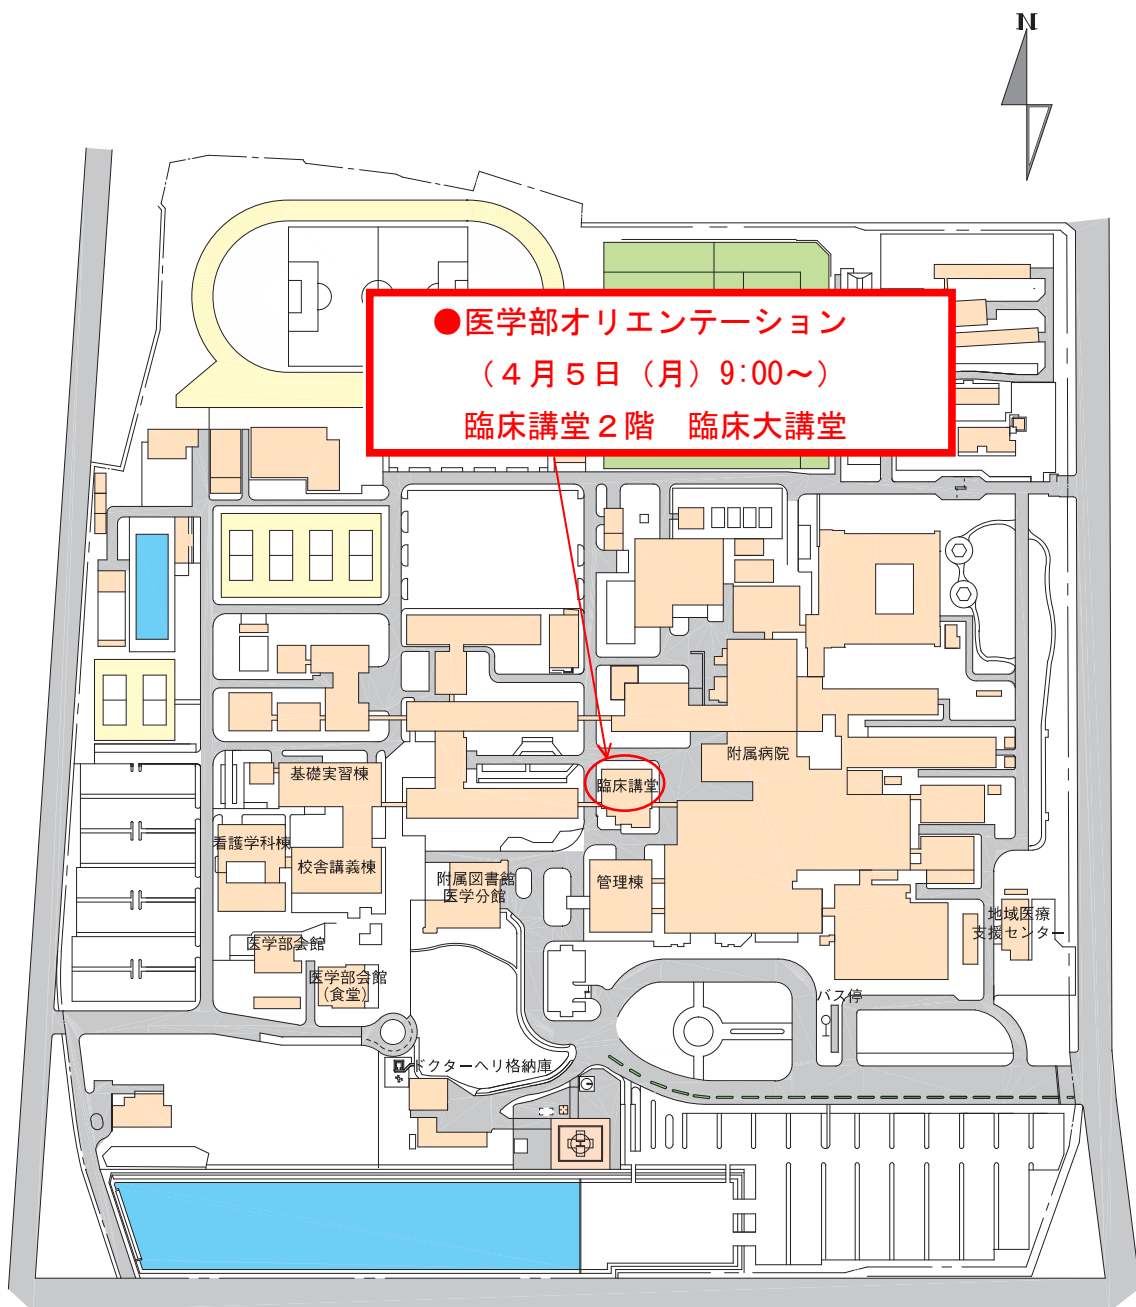 N
●医学部オリエンテーション
（４月５日（月）9:00～）
臨床講堂２階　臨床大講堂
附属病院
基礎実習棟
臨床講堂
看護学科棟
校舎講義棟
附属図書館
医学分館
管理棟
地域医療
支援センター
医学部会館
医学部会館
（食堂）
バス停
ドクターヘリ格納庫
H